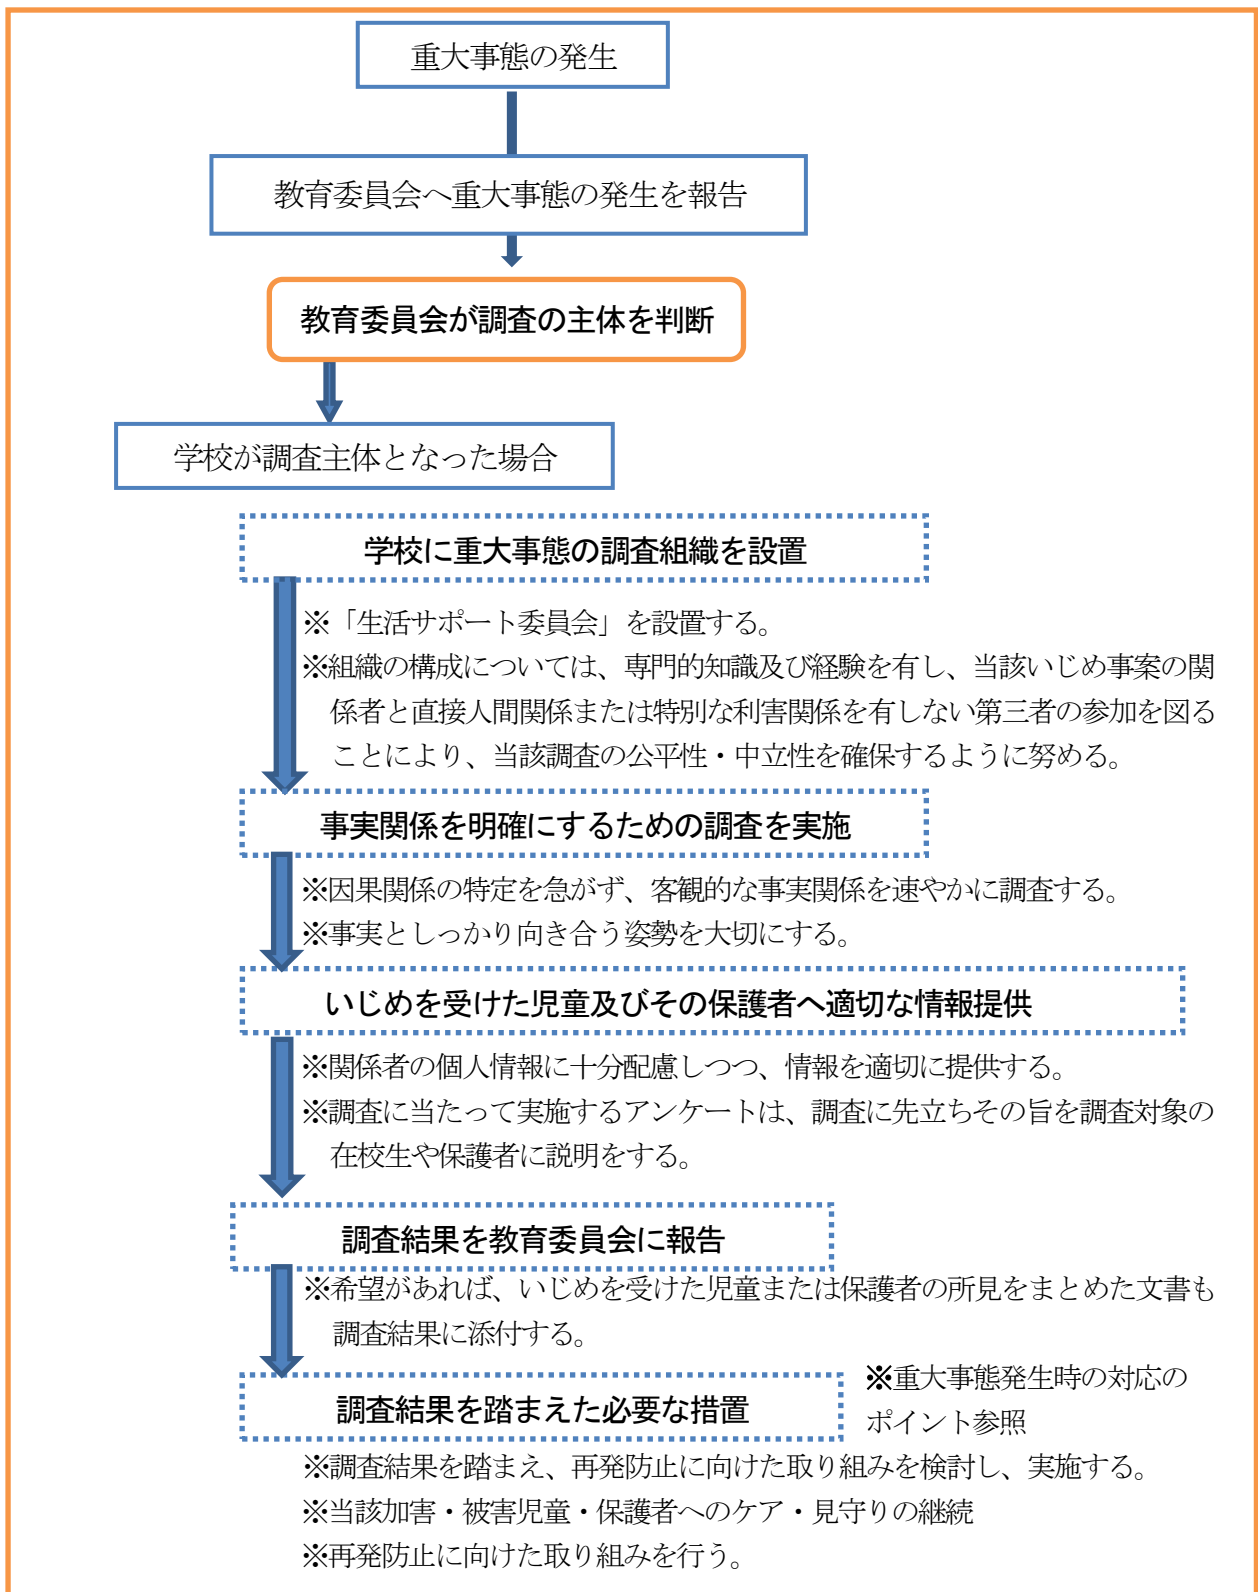 重大事態の発生
教育委員会へ重大事態の発生を報告
教育委員会が調査の主体を判断
学校が調査主体となった場合
学校に重大事態の調査組織を設置
※「生活サポート委員会」を設置する。
※組織の構成については、専門的知識及び経験を有し、当該いじめ事案の関
係者と直接人間関係または特別な利害関係を有しない第三者の参加を図る
ことにより、当該調査の公平性・中立性を確保するように努める。
事実関係を明確にするための調査を実施
※因果関係の特定を急がず、客観的な事実関係を速やかに調査する。
※事実としっかり向き合う姿勢を大切にする。
いじめを受けた児童及びその保護者へ適切な情報提供
※関係者の個人情報に十分配慮しつつ、情報を適切に提供する。
※調査に当たって実施するアンケートは、調査に先立ちその旨を調査対象の
在校生や保護者に説明をする。
調査結果を教育委員会に報告
※希望があれば、いじめを受けた児童または保護者の所見をまとめた文書も
調査結果に添付する。
調査結果を踏まえた必要な措置
※重大事態発生時の対応の
ポイント参照
※調査結果を踏まえ、再発防止に向けた取り組みを検討し、実施する。
※当該加害・被害児童・保護者へのケア・見守りの継続
※再発防止に向けた取り組みを行う。